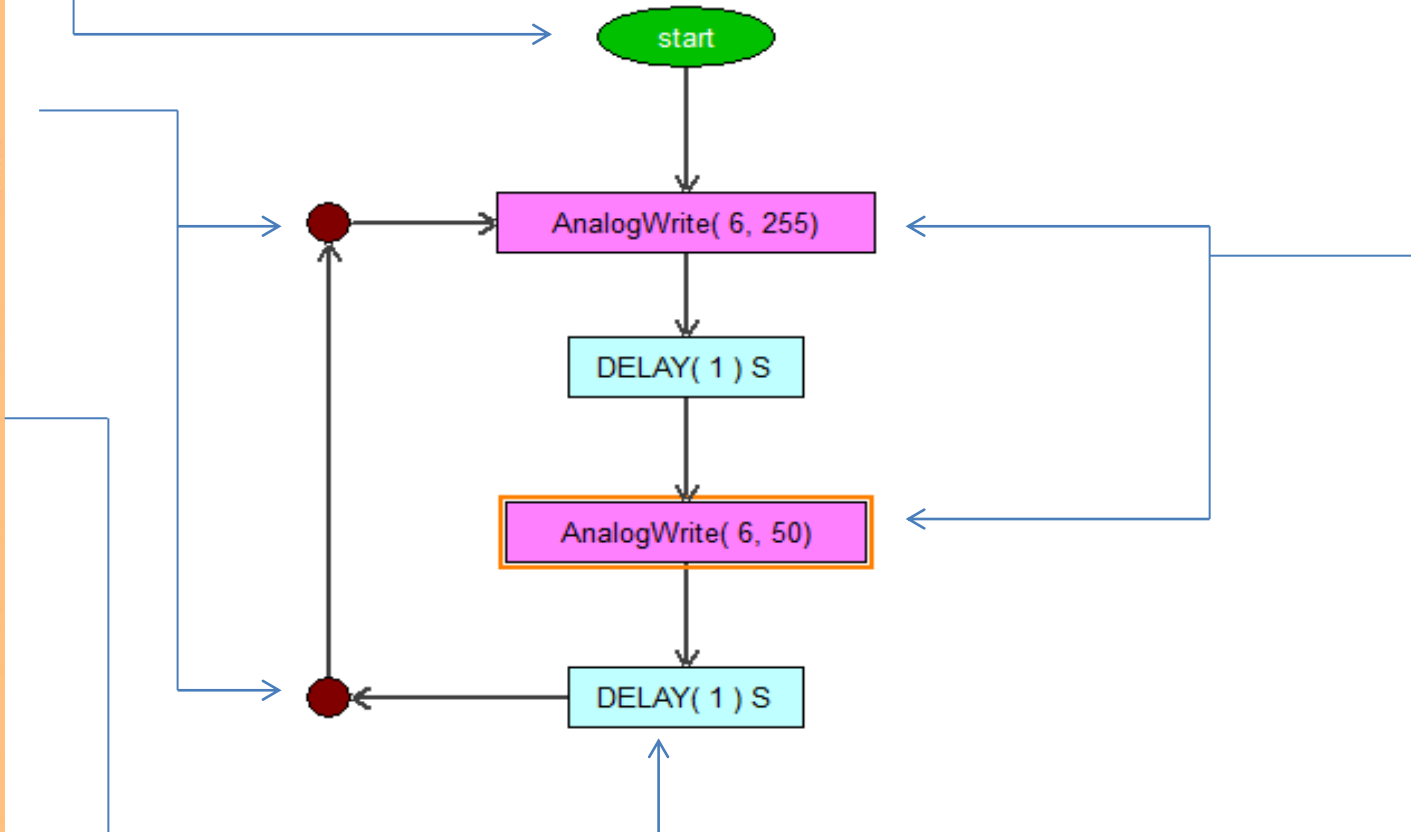 start
AnalogWrite( 6, 255)
DELAY( 1 ) S
AnalogWrite( 6, 50)
DELAY( 1 ) S